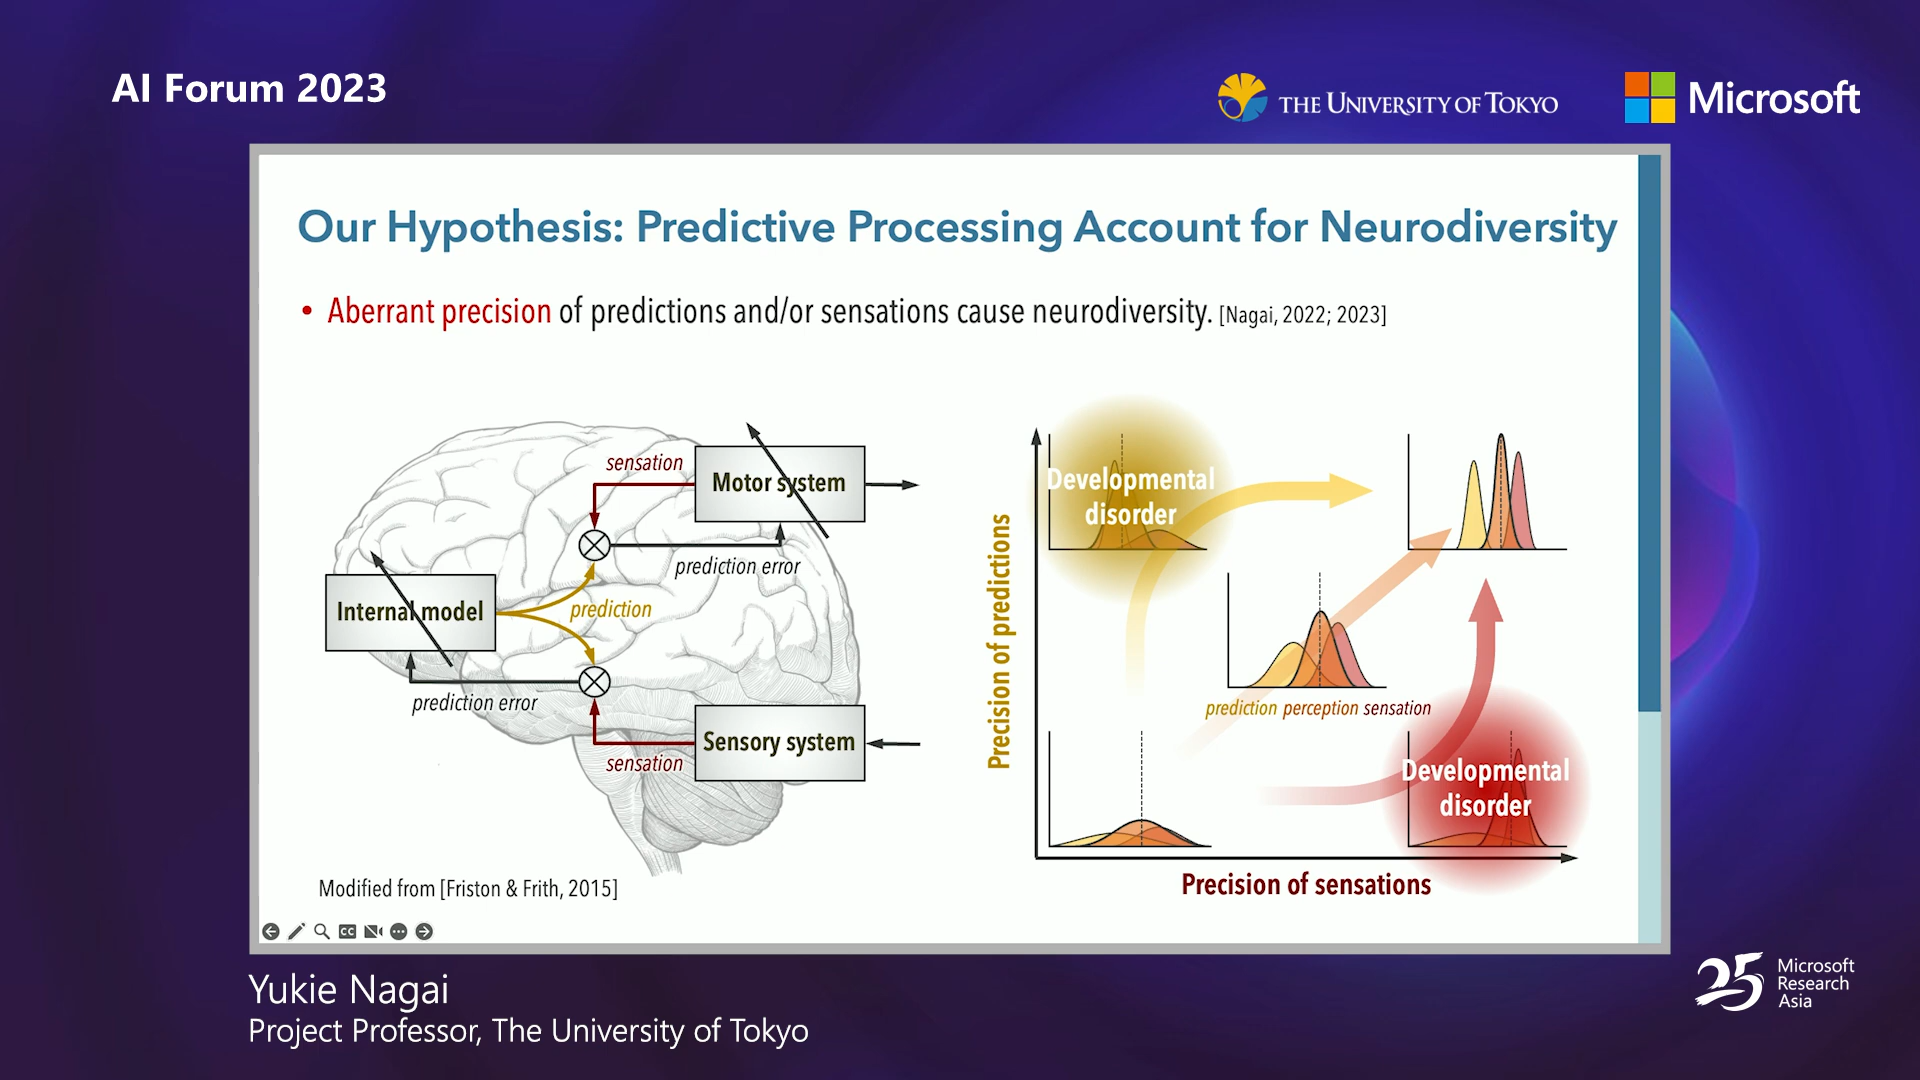 AI Forum 2023
THE UNIVERSITY OF TOKYO
Microsoft
Our Hypothesis: Predictive Processing Account for Neurodiversity
• Aberrant precision of predictions and/or sensations cause neurodiversity. [Nagai, 2022; 2023]
sensation
Motor system
prediction error
Internal model
prediction
prediction error
Sensory system
sensation
Modified from [Friston & Frith, 2015]
Precision of predictions
Developmental
disorder
prediction perception sensation
Developmental
disorder
Precision of sensations
CC
Yukie Nagai
Project Professor, The University of Tokyo
25
Microsoft
Research
Asia